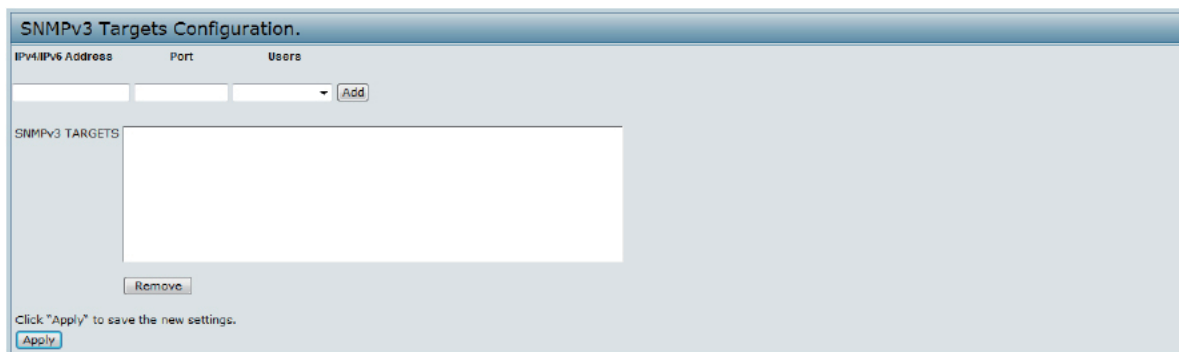 SNMPv3 Targets Configuration.
IPv4/IPv6 Address Port Users
Add
SNMPv3 TARGETS
Remove
Click "Apply" to save the new settings.
Apply